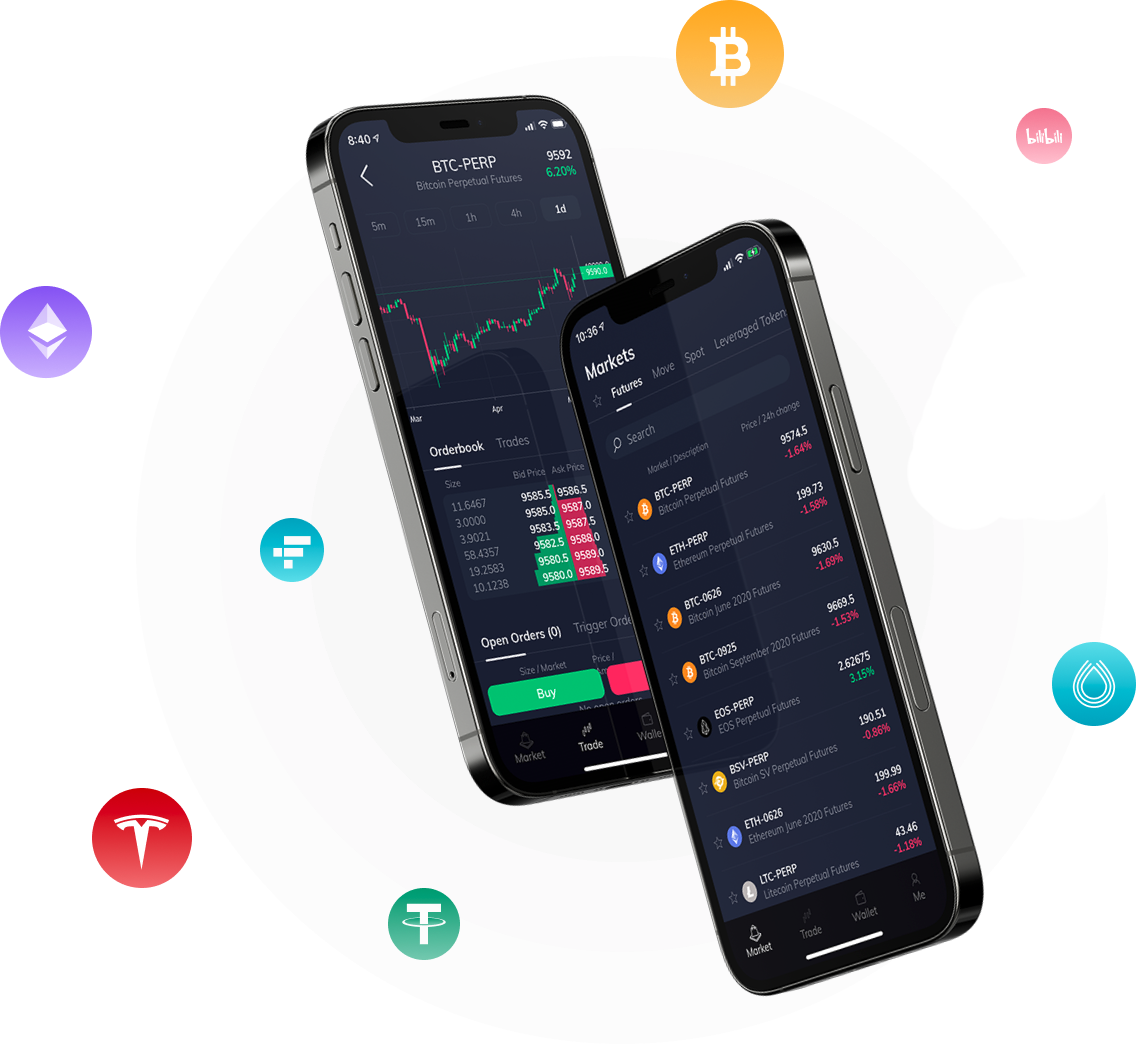 bilibili
8:40
BTC-PERP
Bitcoin Perpetual Futures
9592
6.20%
5m 15m 1h 4h 1d
9590.0
Mar Apr
Orderbook Trades
Size Bid Price Ask Price
11.6467 9585.5 9586.5
3.0000 9585.0 9587.0
3.9021 9583.5 9587.5
58.4357 9582.5 9588.0
19.2583 9580.5 9589.0
10.1238 9580.0 9589.5
Open Orders (0) Trigger Orde
Size / Market Price /
Buy
No open orders
Market Trade Walle
10:36
Markets
Futures Move Spot Leveraged Token
Search
Market / Description Price / 24h change
BTC-PERP 9574.5
Bitcoin Perpetual Futures -1.64%
ETH-PERP 199.73
Ethereum Perpetual Futures -1.58%
BTC-0626 9630.5
Bitcoin June 2020 Futures -1.69%
BTC-0925 9669.5
Bitcoin September 2020 Futures -1.53%
EOS-PERP 2.62675
EOS Perpetual Futures 3.15%
BSV-PERP 190.51
Bitcoin SV Perpetual Futures -0.86%
ETH-0626 199.99
Ethereum June 2020 Futures -1.66%
LTC-PERP 43.46
Litecoin Perpetual Futures -1.18%
Market Trade Wallet Me